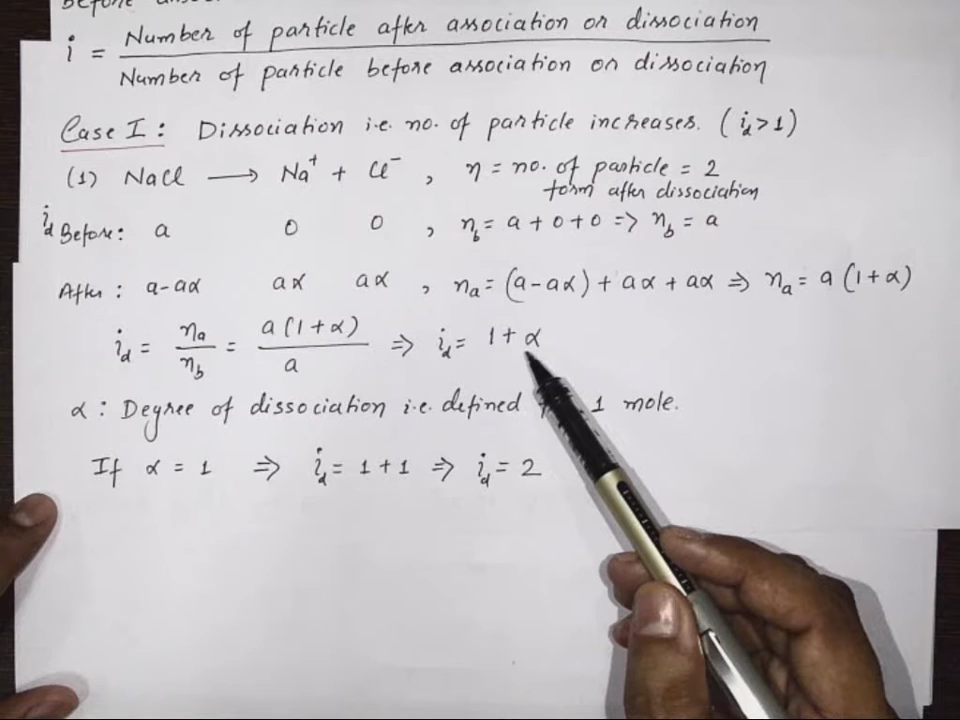 Before
i = Number of particle after association or dissociation
Number of particle before association or dissociation
Case I : Dissociation i.e. no. of particle increases. (i_d > 1)
(1) NaCl ⟶ Na⁺ + Cl⁻ , n = no. of particle = 2
form after dissociation
i_d Before : a 0 0 , n_b = a + 0 + 0 ⇒ n_b = a
After : a-aα aα aα , n_a = (a-aα) + aα + aα ⇒ n_a = a (1+α)
i_d = n_a / n_b = a(1+α) / a ⇒ i_d = 1+α
α : Degree of dissociation i.e. defined 1 mole.
If α = 1 ⇒ i_d = 1+1 ⇒ i_d = 2